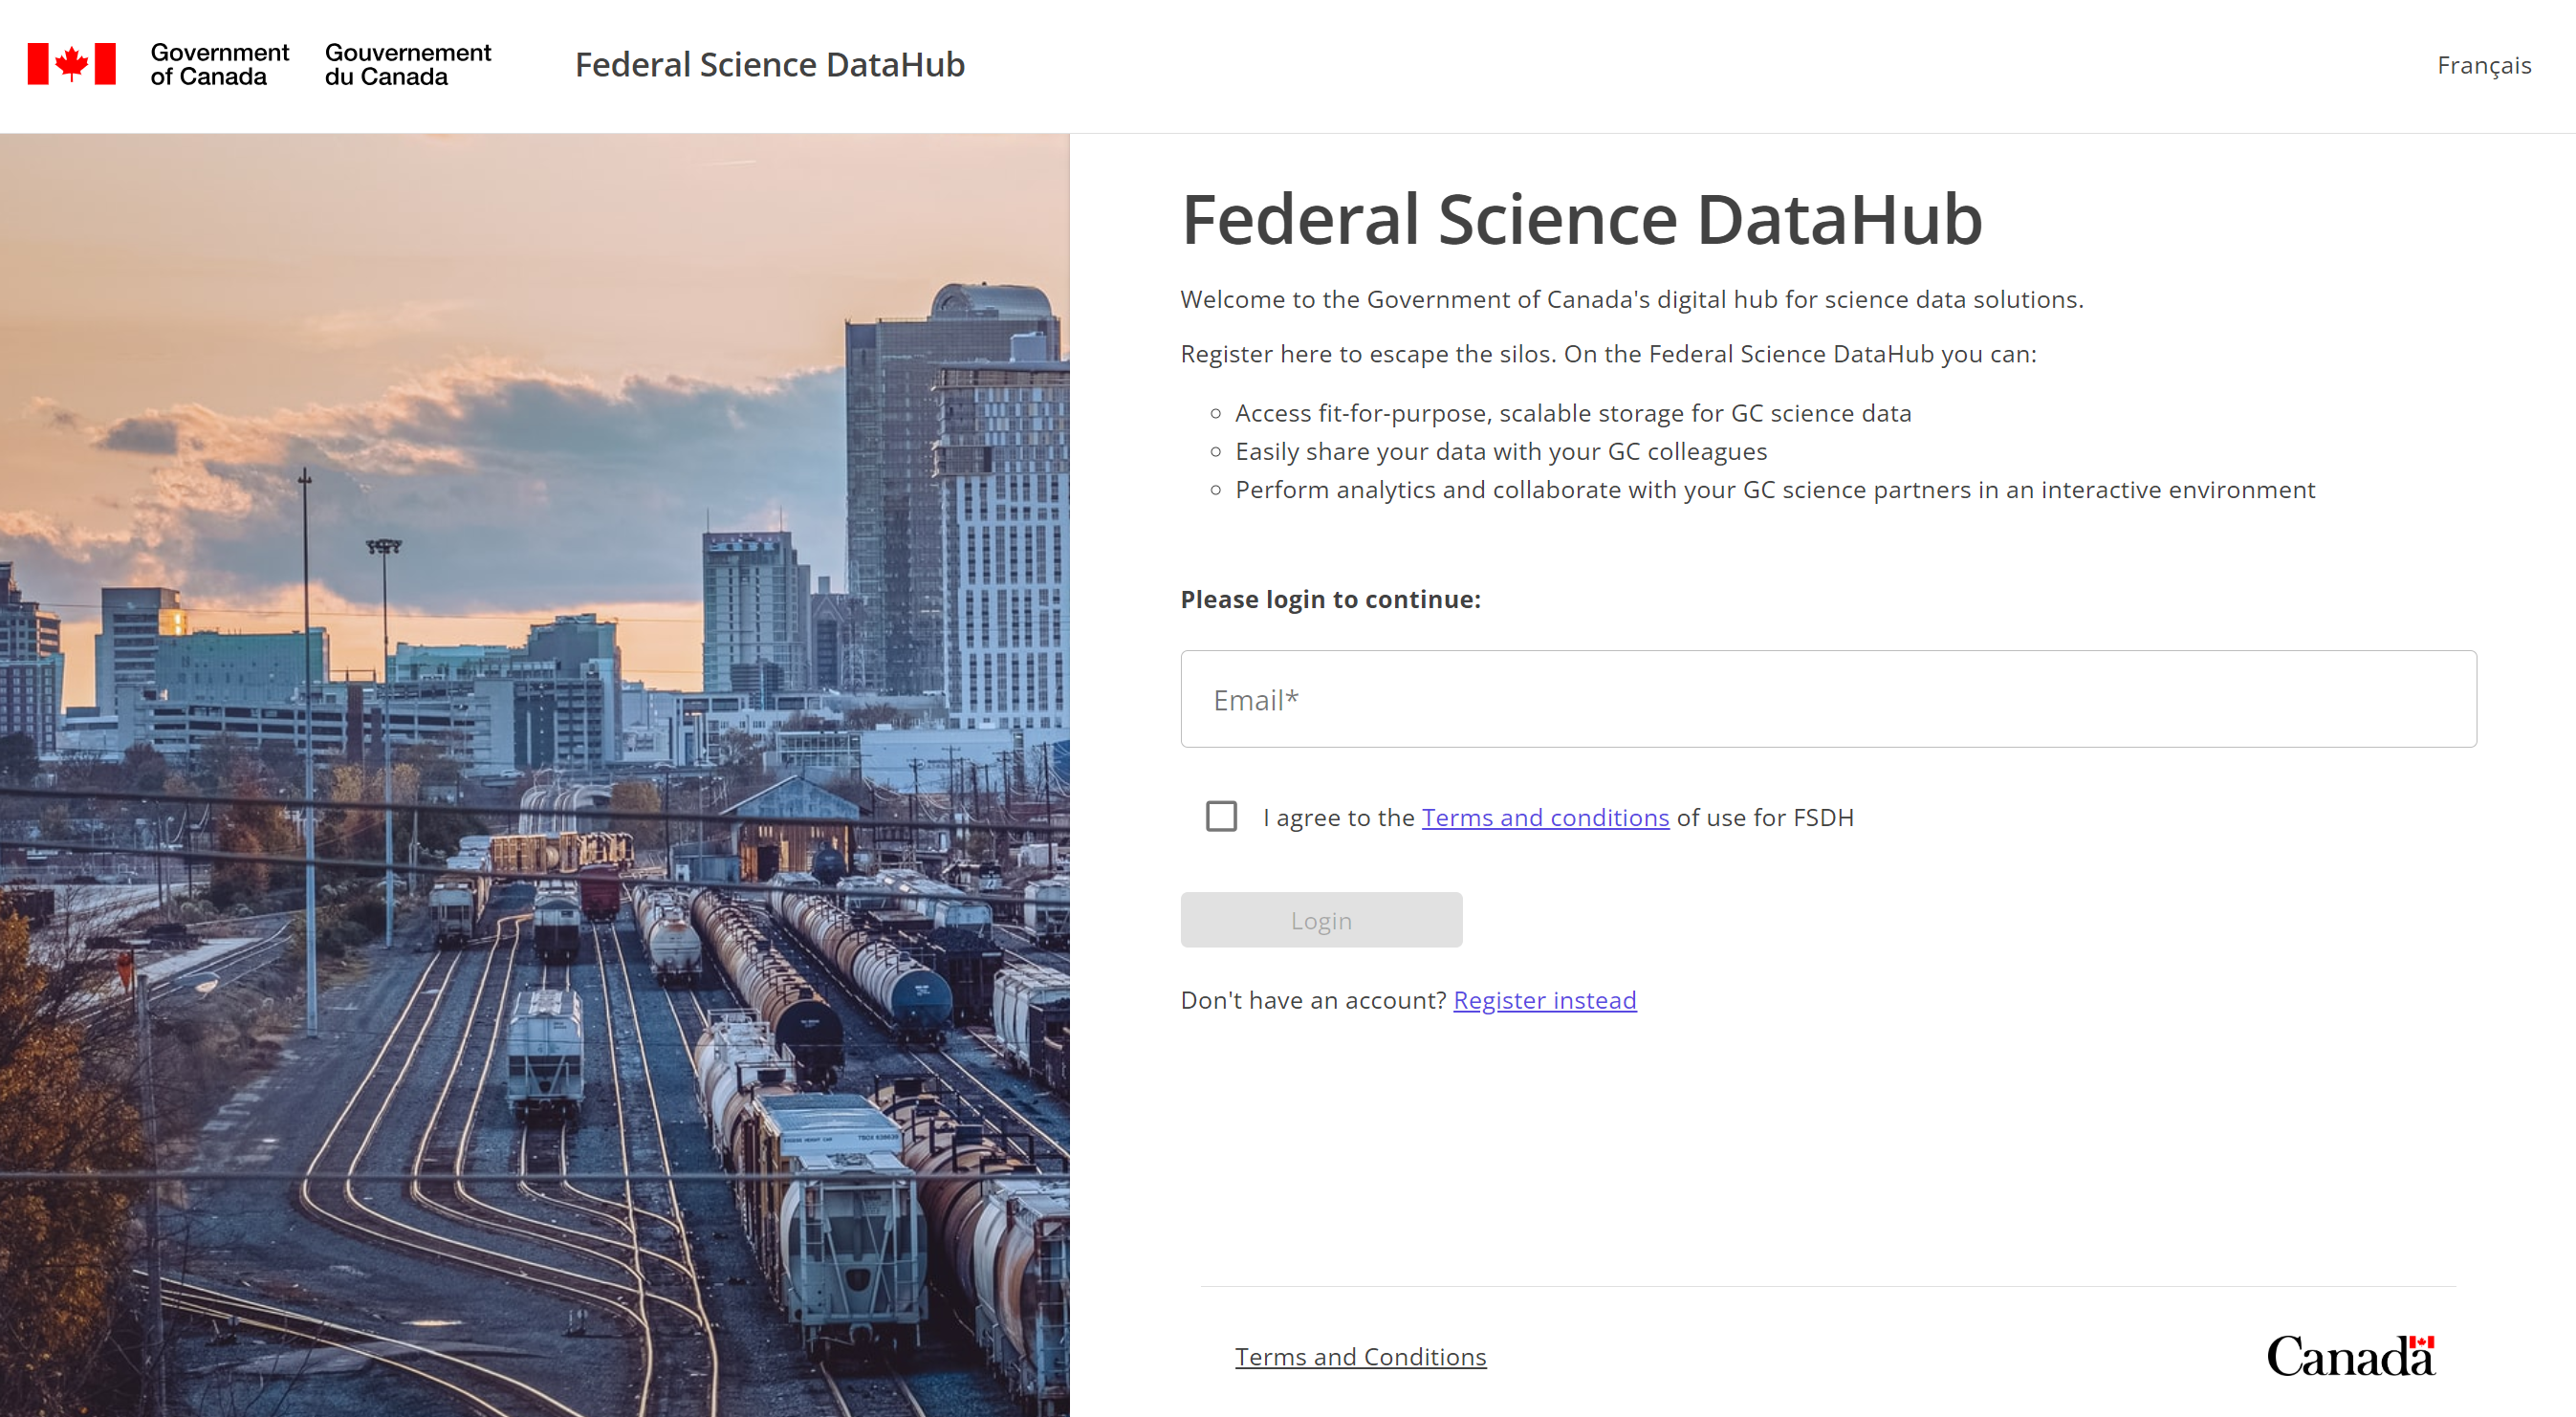 Government of Canada
Gouvernement du Canada
Federal Science DataHub
Français
Federal Science DataHub
Welcome to the Government of Canada's digital hub for science data solutions.
Register here to escape the silos. On the Federal Science DataHub you can:
Access fit-for-purpose, scalable storage for GC science data
Easily share your data with your GC colleagues
Perform analytics and collaborate with your GC science partners in an interactive environment
Please login to continue:
Email*
I agree to the Terms and conditions of use for FSDH
Login
Don't have an account? Register instead
Terms and Conditions
Canada